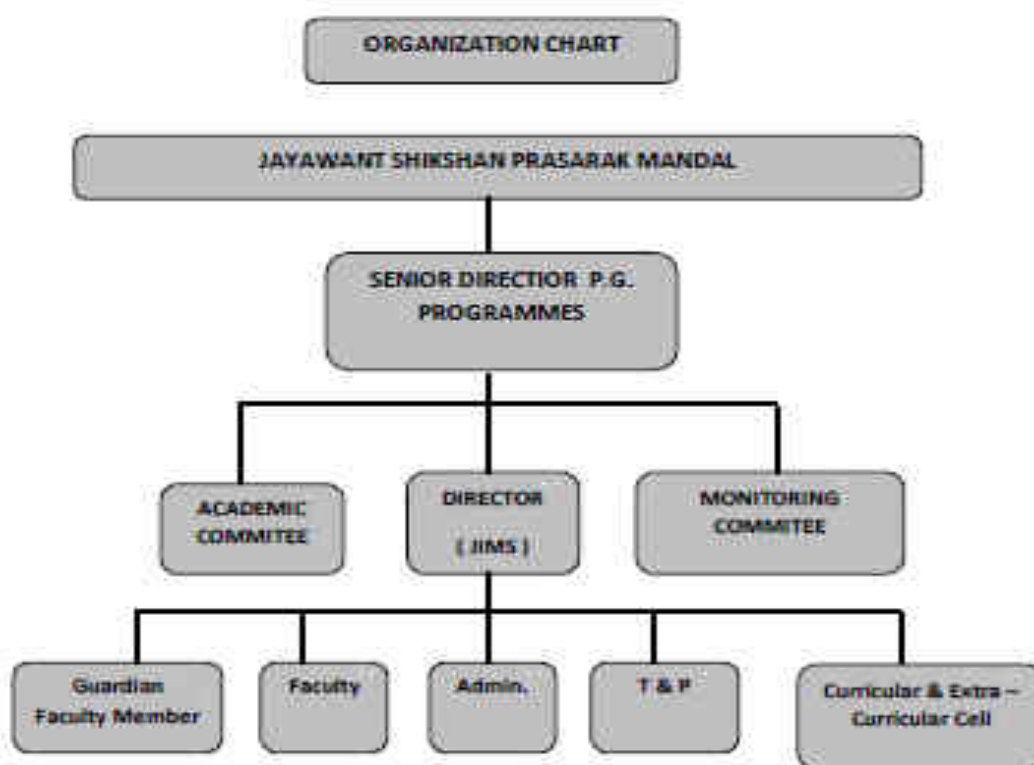 ORGANIZATION CHART
JAYAWANT SHIKSHAN PRASARAK MANDAL
SENIOR DIRECTIOR P.G.
PROGRAMMES
ACADEMIC
COMMITEE
DIRECTOR
( JIMS )
MONITORING
COMMITEE
Guardian
Faculty Member
Faculty
Admin.
T & P
Curricular & Extra –
Curricular Cell